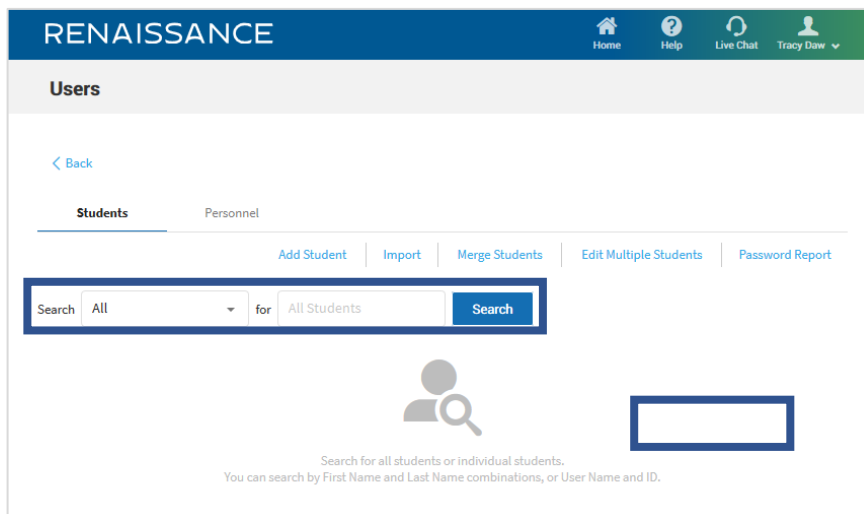 RENAISSANCE
Home Help Live Chat Tracy Daw
Users
Back
Students Personnel
Add Student Import Merge Students Edit Multiple Students Password Report
Search All for All Students Search
Search for all students or individual students.
You can search by First Name and Last Name combinations, or User Name and ID.